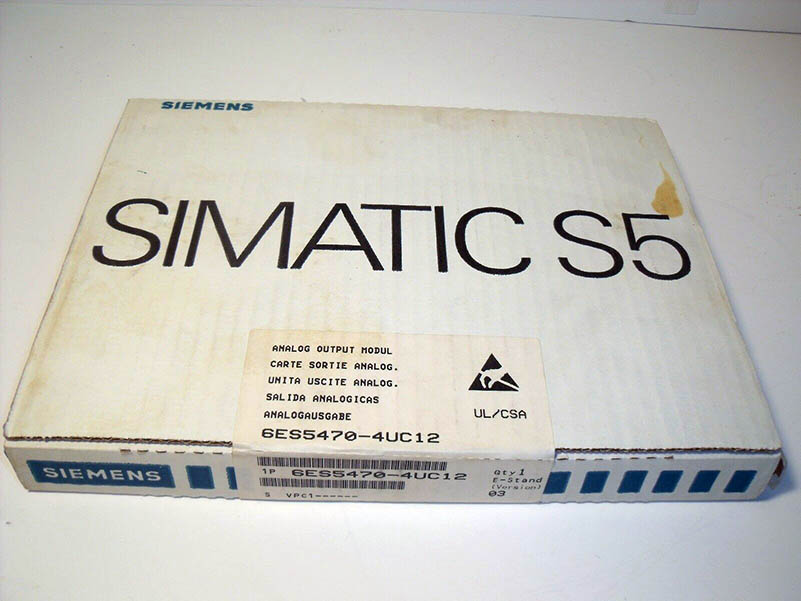 SIEMENS
SIMATIC S5
ANALOG OUTPUT MODUL
CARTE SORTIE ANALOG.
UNITA USCITE ANALOG.
SALIDA ANALOGICAS
ANALOGAUSGABE
6ES5470-4UC12
UL/CSA
SIEMENS
1P 6ES5470-4UC12
S VPC1------
Qty 1
E-Stand
(Version)
03